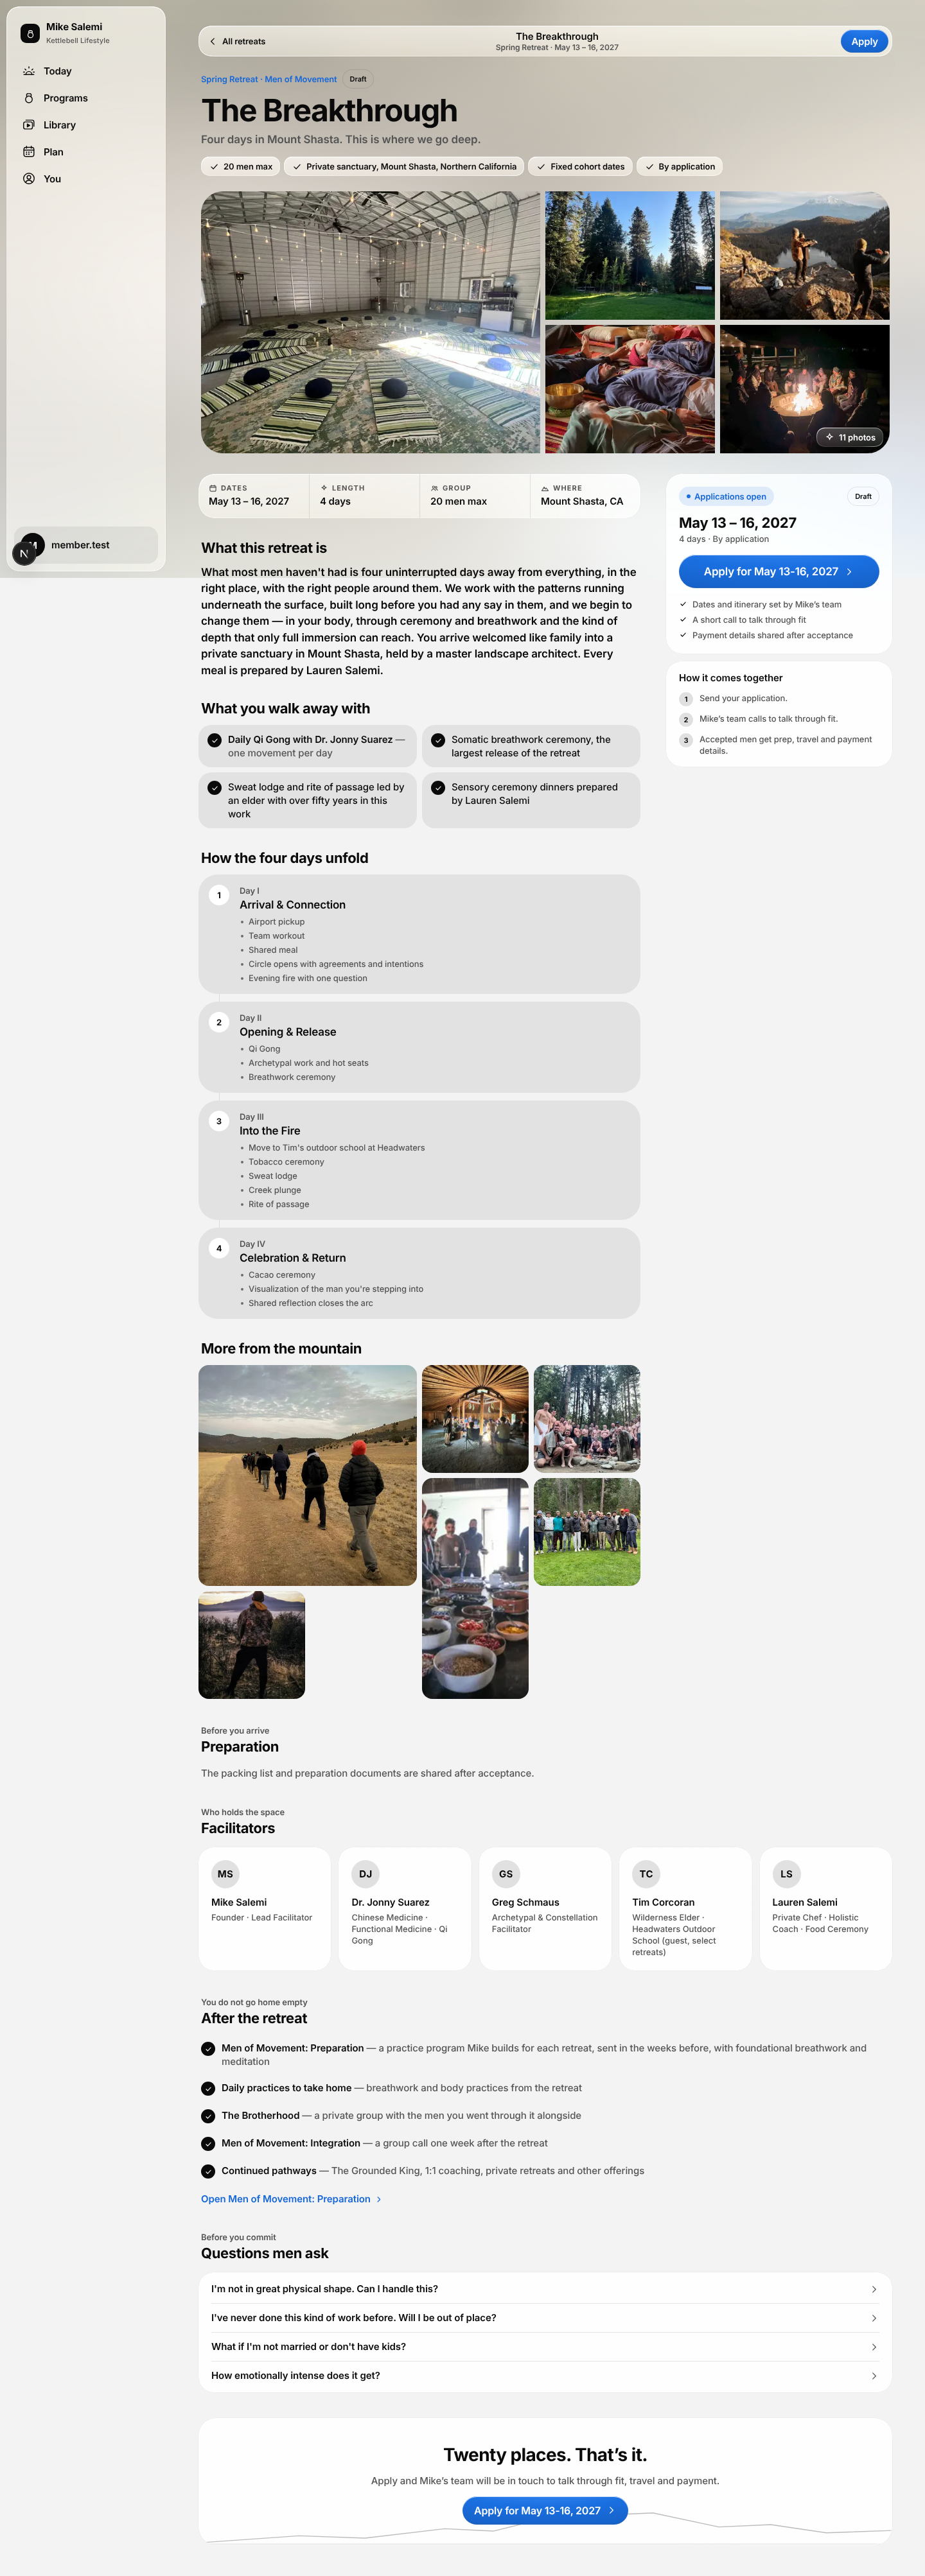 Mike Salemi
Kettlebell Lifestyle
Today
Programs
Library
Plan
You
member.test
N
All retreats
The Breakthrough
Spring Retreat · May 13 – 16, 2027
Apply
Spring Retreat · Men of Movement
Draft
The Breakthrough
Four days in Mount Shasta. This is where we go deep.
20 men max
Private sanctuary, Mount Shasta, Northern California
Fixed cohort dates
By application
11 photos
DATES
May 13 – 16, 2027
LENGTH
4 days
GROUP
20 men max
WHERE
Mount Shasta, CA
What this retreat is
What most men haven't had is four uninterrupted days away from everything, in the
right place, with the right people around them. We work with the patterns running
underneath the surface, built long before you had any say in them, and we begin to
change them — in your body, through ceremony and breathwork and the kind of
depth that only full immersion can reach. You arrive welcomed like family into a
private sanctuary in Mount Shasta, held by a master landscape architect. Every
meal is prepared by Lauren Salemi.
What you walk away with
Daily Qi Gong with Dr. Jonny Suarez —
one movement per day
Somatic breathwork ceremony, the
largest release of the retreat
Sweat lodge and rite of passage led by
an elder with over fifty years in this
work
Sensory ceremony dinners prepared
by Lauren Salemi
How the four days unfold
1
Day I
Arrival & Connection
Airport pickup
Team workout
Shared meal
Circle opens with agreements and intentions
Evening fire with one question
2
Day II
Opening & Release
Qi Gong
Archetypal work and hot seats
Breathwork ceremony
3
Day III
Into the Fire
Move to Tim's outdoor school at Headwaters
Tobacco ceremony
Sweat lodge
Creek plunge
Rite of passage
4
Day IV
Celebration & Return
Cacao ceremony
Visualization of the man you're stepping into
Shared reflection closes the arc
More from the mountain
Applications open
Draft
May 13 – 16, 2027
4 days · By application
Apply for May 13-16, 2027
Dates and itinerary set by Mike's team
A short call to talk through fit
Payment details shared after acceptance
How it comes together
1 Send your application.
2 Mike's team calls to talk through fit.
3 Accepted men get prep, travel and payment
details.
Before you arrive
Preparation
The packing list and preparation documents are shared after acceptance.
Who holds the space
Facilitators
MS
Mike Salemi
Founder · Lead Facilitator
DJ
Dr. Jonny Suarez
Chinese Medicine ·
Functional Medicine · Qi
Gong
GS
Greg Schmaus
Archetypal & Constellation
Facilitator
TC
Tim Corcoran
Wilderness Elder ·
Headwaters Outdoor
School (guest, select
retreats)
LS
Lauren Salemi
Private Chef · Holistic
Coach · Food Ceremony
You do not go home empty
After the retreat
Men of Movement: Preparation — a practice program Mike builds for each retreat, sent in the weeks before, with foundational breathwork and
meditation
Daily practices to take home — breathwork and body practices from the retreat
The Brotherhood — a private group with the men you went through it alongside
Men of Movement: Integration — a group call one week after the retreat
Continued pathways — The Grounded King, 1:1 coaching, private retreats and other offerings
Open Men of Movement: Preparation
Before you commit
Questions men ask
I'm not in great physical shape. Can I handle this?
I've never done this kind of work before. Will I be out of place?
What if I'm not married or don't have kids?
How emotionally intense does it get?
Twenty places. That's it.
Apply and Mike's team will be in touch to talk through fit, travel and payment.
Apply for May 13-16, 2027